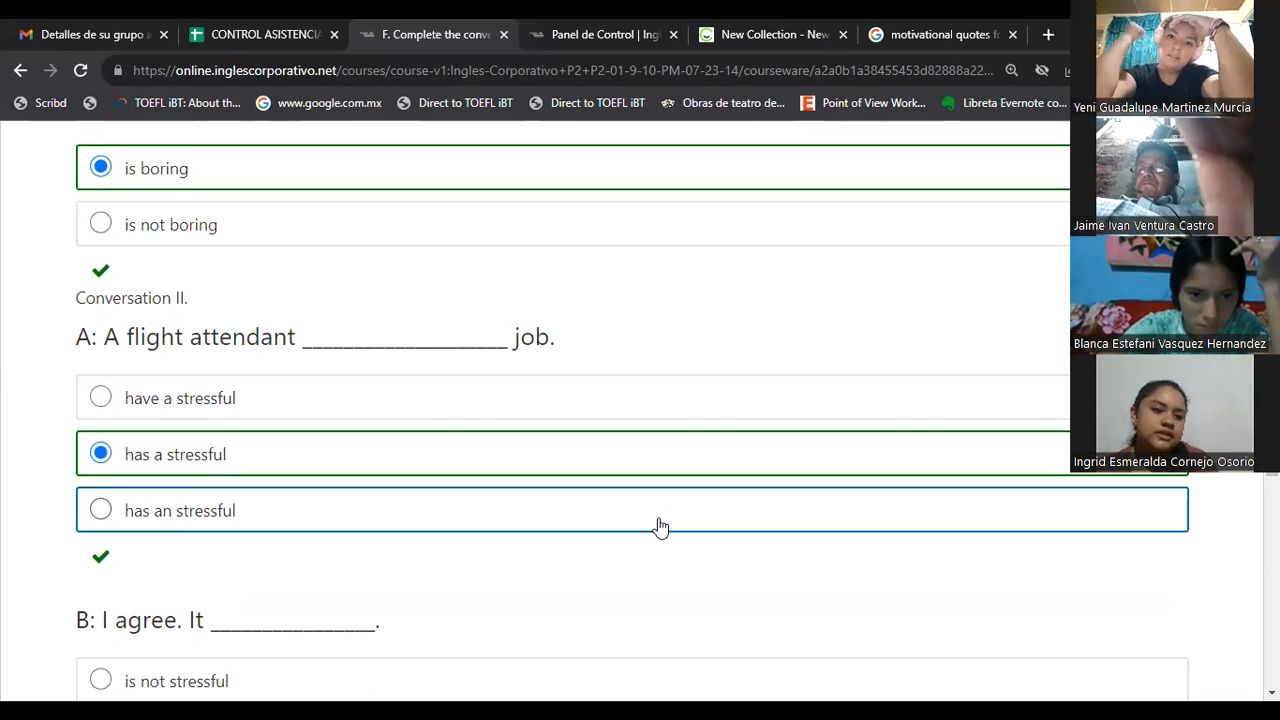 Detalles de su grupo a
CONTROL ASISTENCIA
F. Complete the conve
Panel de Control | Ingl
New Collection - New
motivational quotes fo
https://online.inglescorporativo.net/courses/course-v1:Ingles-Corporativo+P2+P2-01-9-10-PM-07-23-14/courseware/a2a0b1a38455453d82888a22...
Scribd
TOEFL iBT: About th...
www.google.com.mx
Direct to TOEFL iBT
Direct to TOEFL iBT
Obras de teatro de...
Point of View Work...
Libreta Evernote co...
is boring
is not boring
Conversation II.
A: A flight attendant ____________________ job.
have a stressful
has a stressful
has an stressful
B: I agree. It ________________.
is not stressful
Yeni Guadalupe Martinez Murcia
Jaime Ivan Ventura Castro
Blanca Estefani Vasquez Hernandez
Ingrid Esmeralda Cornejo Osorio